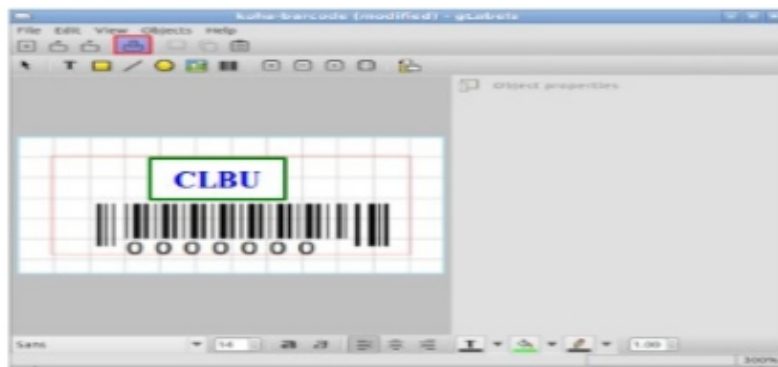 koha-barcode (modified) - gLabels
File Edit View Objects Help
T
Object properties
CLBU
0000000
Sans 14 a a T 1.00
300%